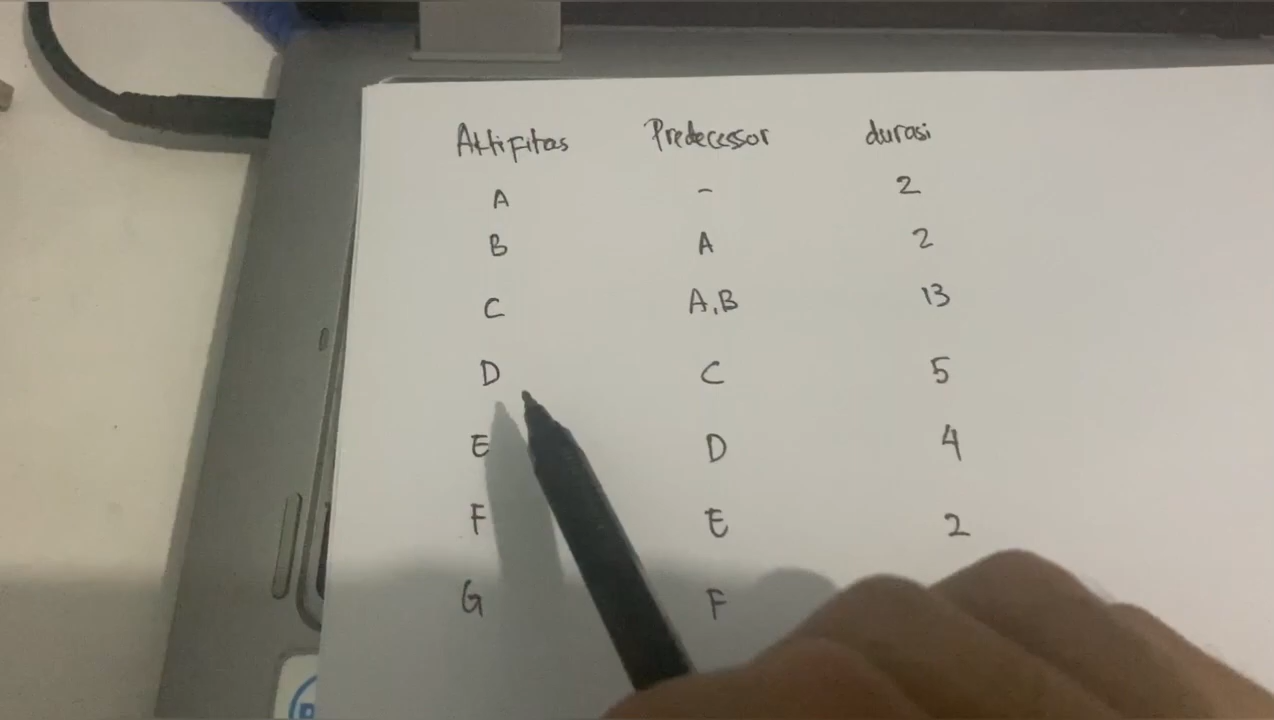 Aktifitas Predecessor durasi
A - 2
B A 2
C A,B 13
D C 5
E D 4
F E 2
G F